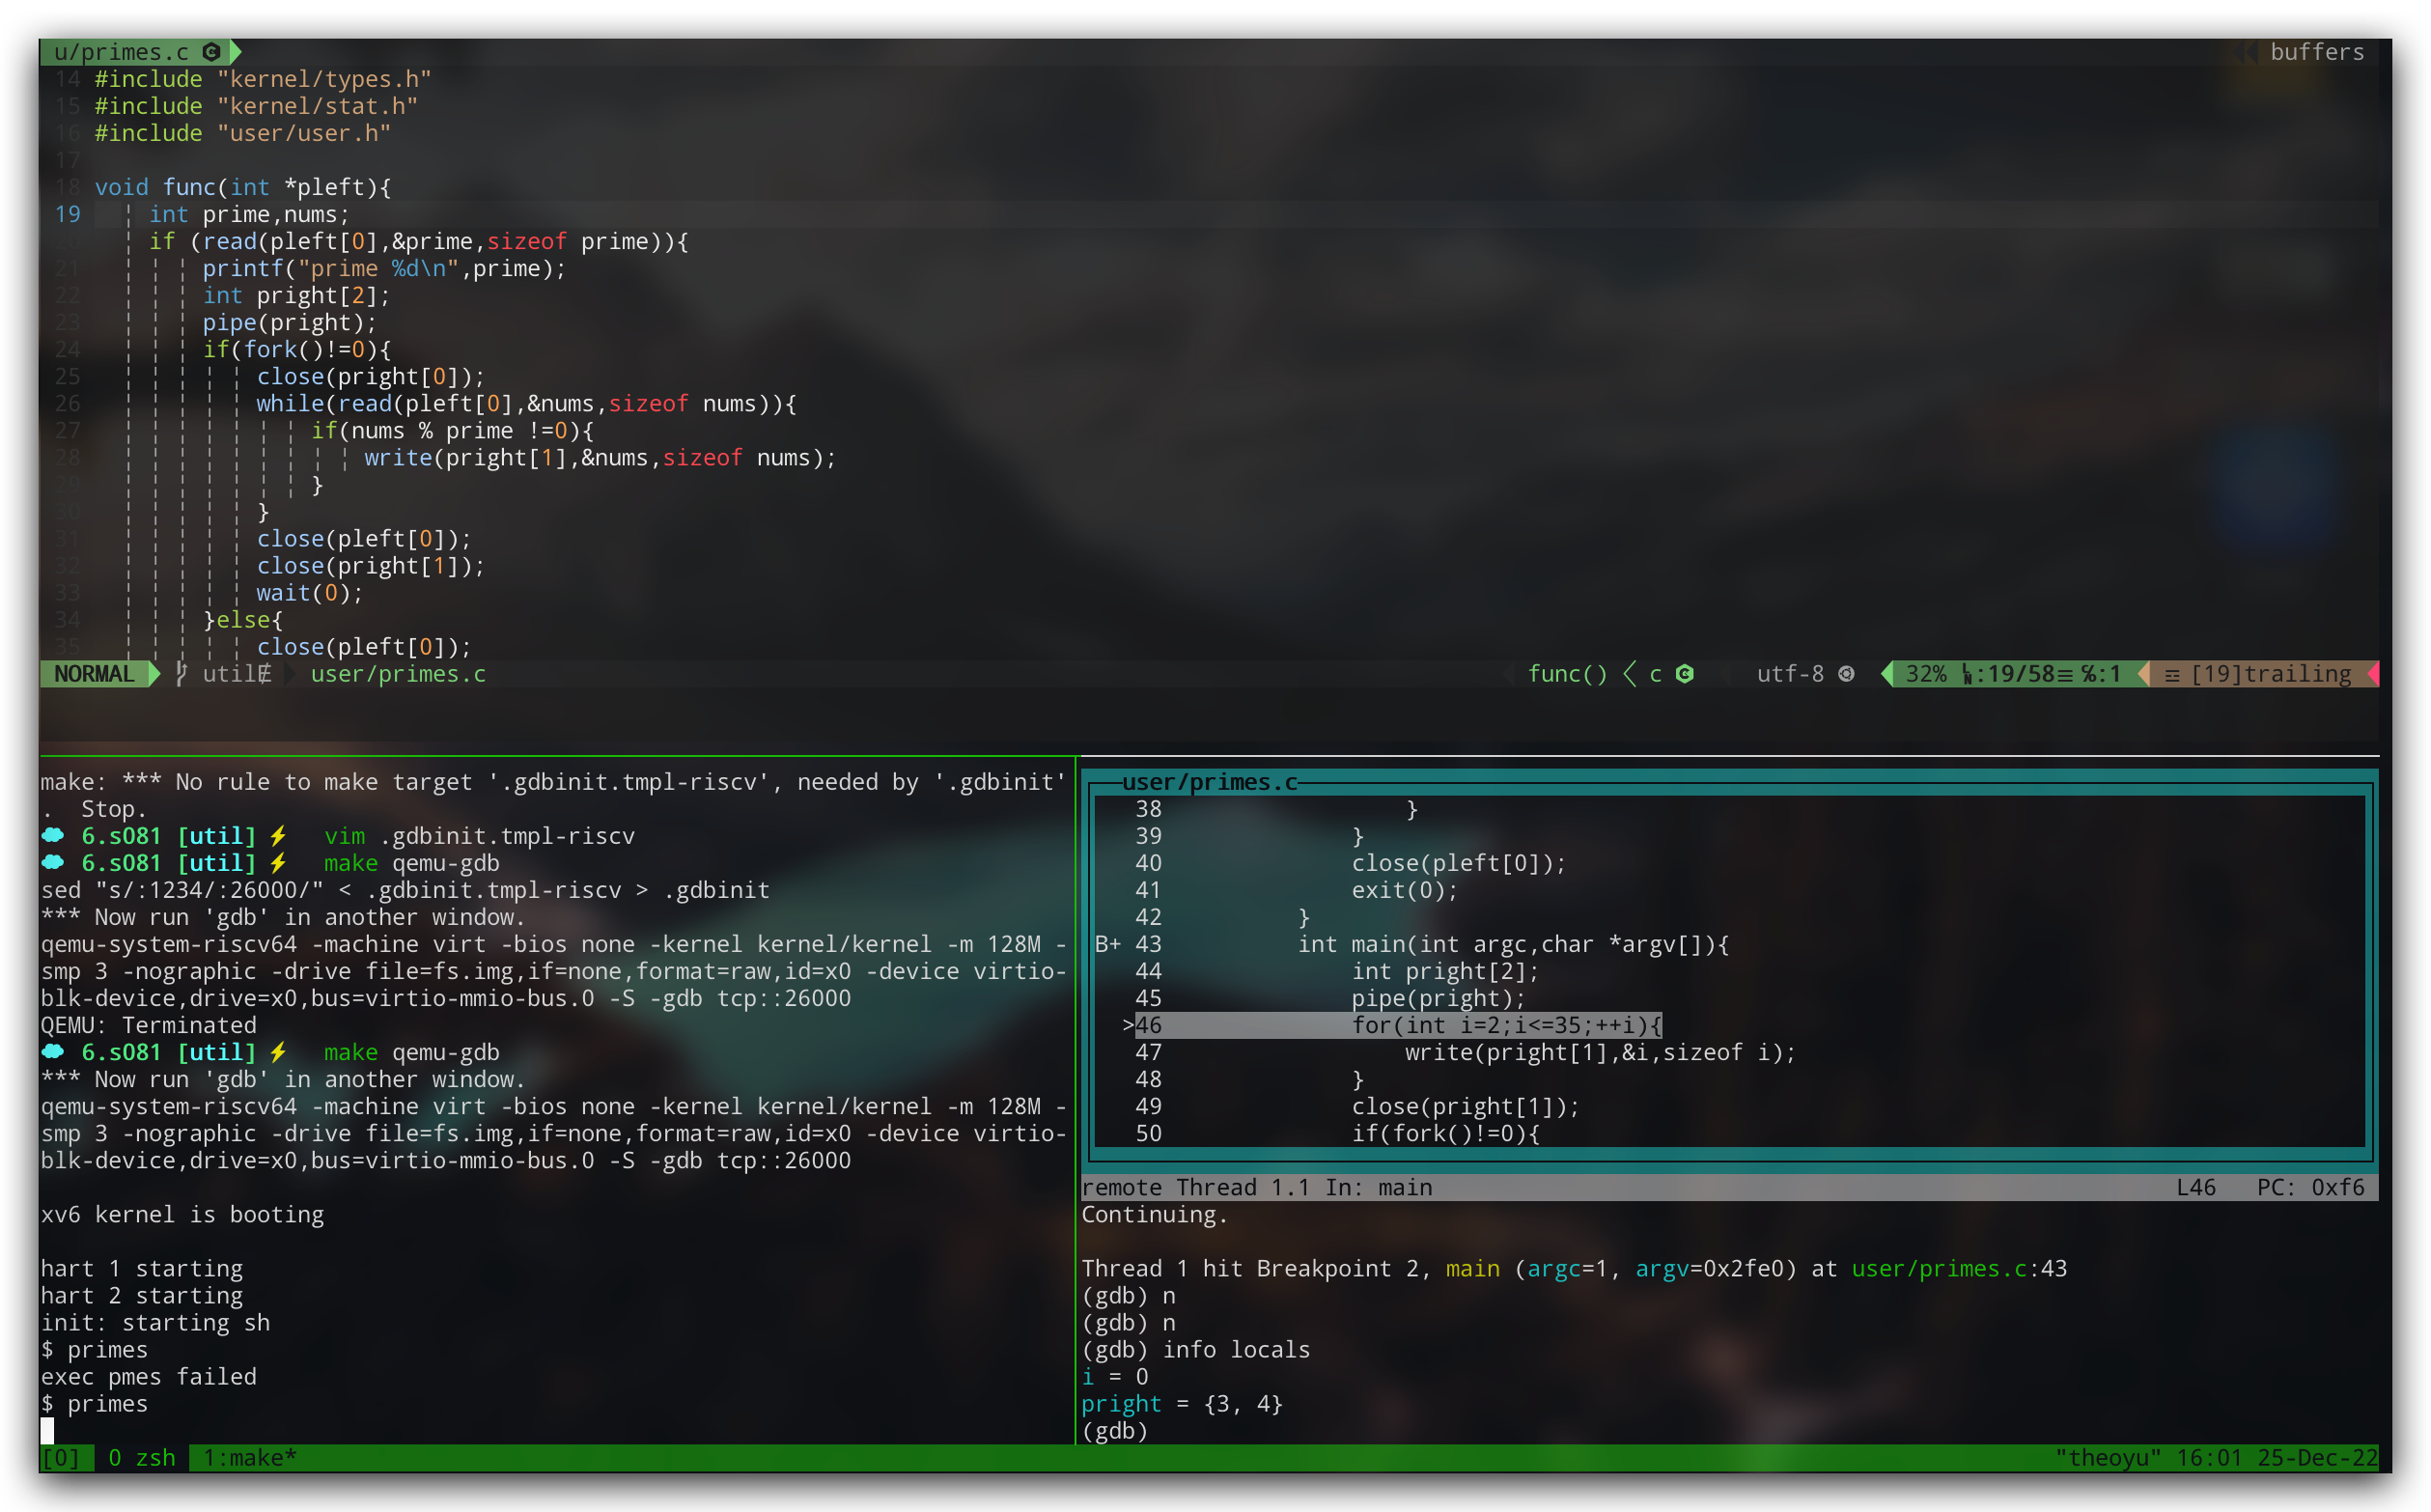 u/primes.c
buffers
14 #include "kernel/types.h"
15 #include "kernel/stat.h"
16 #include "user/user.h"
17
18 void func(int *pleft){
19 int prime,nums;
20 if (read(pleft[0],&prime,sizeof prime)){
21 printf("prime %d\n",prime);
22 int pright[2];
23 pipe(pright);
24 if(fork()!=0){
25 close(pright[0]);
26 while(read(pleft[0],&nums,sizeof nums)){
27 if(nums % prime !=0){
28 write(pright[1],&nums,sizeof nums);
29 }
30 }
31 close(pleft[0]);
32 close(pright[1]);
33 wait(0);
34 }else{
35 close(pleft[0]);
NORMAL util user/primes.c func() c utf-8 32% :19/58≡ ℅:1 ☲ [19]trailing
make: *** No rule to make target '.gdbinit.tmpl-riscv', needed by '.gdbinit'
. Stop.
6.s081 [util] ⚡ vim .gdbinit.tmpl-riscv
6.s081 [util] ⚡ make qemu-gdb
sed "s/:1234/:26000/" < .gdbinit.tmpl-riscv > .gdbinit
*** Now run 'gdb' in another window.
qemu-system-riscv64 -machine virt -bios none -kernel kernel/kernel -m 128M -
smp 3 -nographic -drive file=fs.img,if=none,format=raw,id=x0 -device virtio-
blk-device,drive=x0,bus=virtio-mmio-bus.0 -S -gdb tcp::26000
QEMU: Terminated
6.s081 [util] ⚡ make qemu-gdb
*** Now run 'gdb' in another window.
qemu-system-riscv64 -machine virt -bios none -kernel kernel/kernel -m 128M -
smp 3 -nographic -drive file=fs.img,if=none,format=raw,id=x0 -device virtio-
blk-device,drive=x0,bus=virtio-mmio-bus.0 -S -gdb tcp::26000
xv6 kernel is booting
hart 1 starting
hart 2 starting
init: starting sh
$ primes
exec pmes failed
$ primes
user/primes.c
38 }
39 }
40 close(pleft[0]);
41 exit(0);
42 }
B+ 43 int main(int argc,char *argv[]){
44 int pright[2];
45 pipe(pright);
>46 for(int i=2;i<=35;++i){
47 write(pright[1],&i,sizeof i);
48 }
49 close(pright[1]);
50 if(fork()!=0){
remote Thread 1.1 In: main L46 PC: 0xf6
Continuing.
Thread 1 hit Breakpoint 2, main (argc=1, argv=0x2fe0) at user/primes.c:43
(gdb) n
(gdb) n
(gdb) info locals
i = 0
pright = {3, 4}
(gdb)
[0] 0 zsh 1:make* "theoyu" 16:01 25-Dec-22